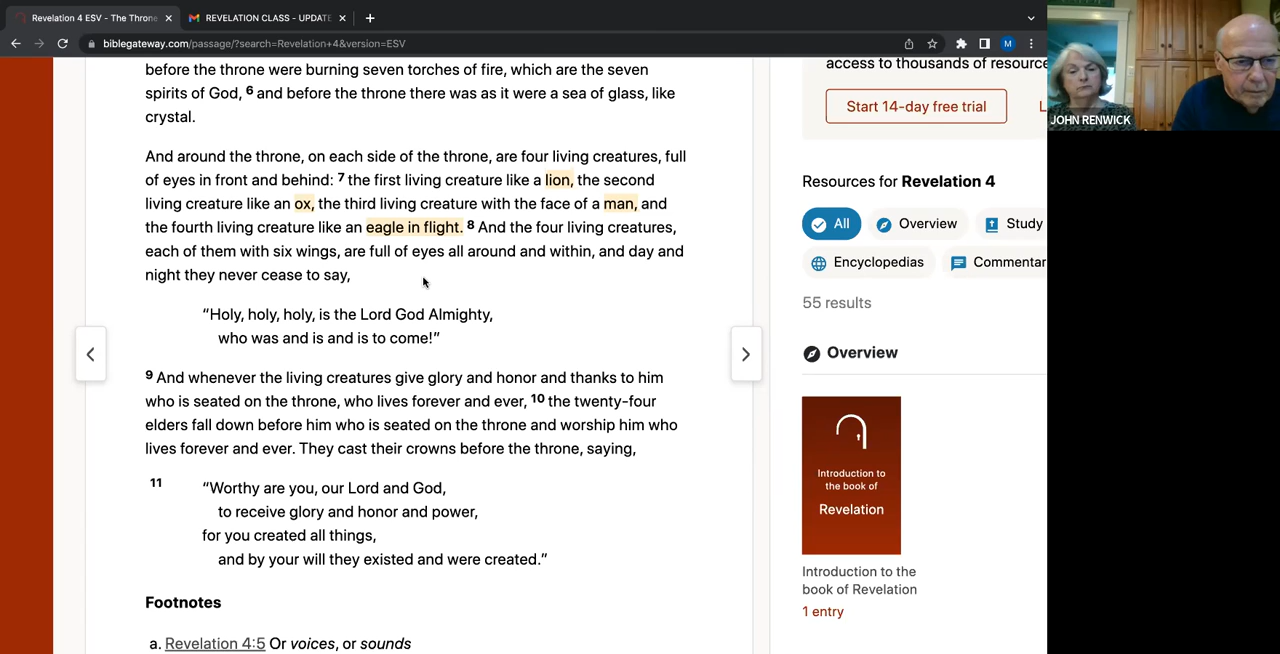 Revelation 4 ESV - The Throne
REVELATION CLASS - UPDATE
biblegateway.com/passage/?search=Revelation+4&version=ESV
M
JOHN RENWICK
before the throne were burning seven torches of fire, which are the seven
spirits of God, 6 and before the throne there was as it were a sea of glass, like
crystal.
And around the throne, on each side of the throne, are four living creatures, full
of eyes in front and behind: 7 the first living creature like a lion, the second
living creature like an ox, the third living creature with the face of a man, and
the fourth living creature like an eagle in flight. 8 And the four living creatures,
each of them with six wings, are full of eyes all around and within, and day and
night they never cease to say,
“Holy, holy, holy, is the Lord God Almighty,
who was and is and is to come!”
9 And whenever the living creatures give glory and honor and thanks to him
who is seated on the throne, who lives forever and ever, 10 the twenty-four
elders fall down before him who is seated on the throne and worship him who
lives forever and ever. They cast their crowns before the throne, saying,
11 “Worthy are you, our Lord and God,
to receive glory and honor and power,
for you created all things,
and by your will they existed and were created.”
Footnotes
a. Revelation 4:5 Or voices, or sounds
access to thousands of resource
Start 14-day free trial
L
Resources for Revelation 4
All Overview Study
Encyclopedias Commentar
55 results
Overview
Introduction to
the book of
Revelation
Introduction to the
book of Revelation
1 entry